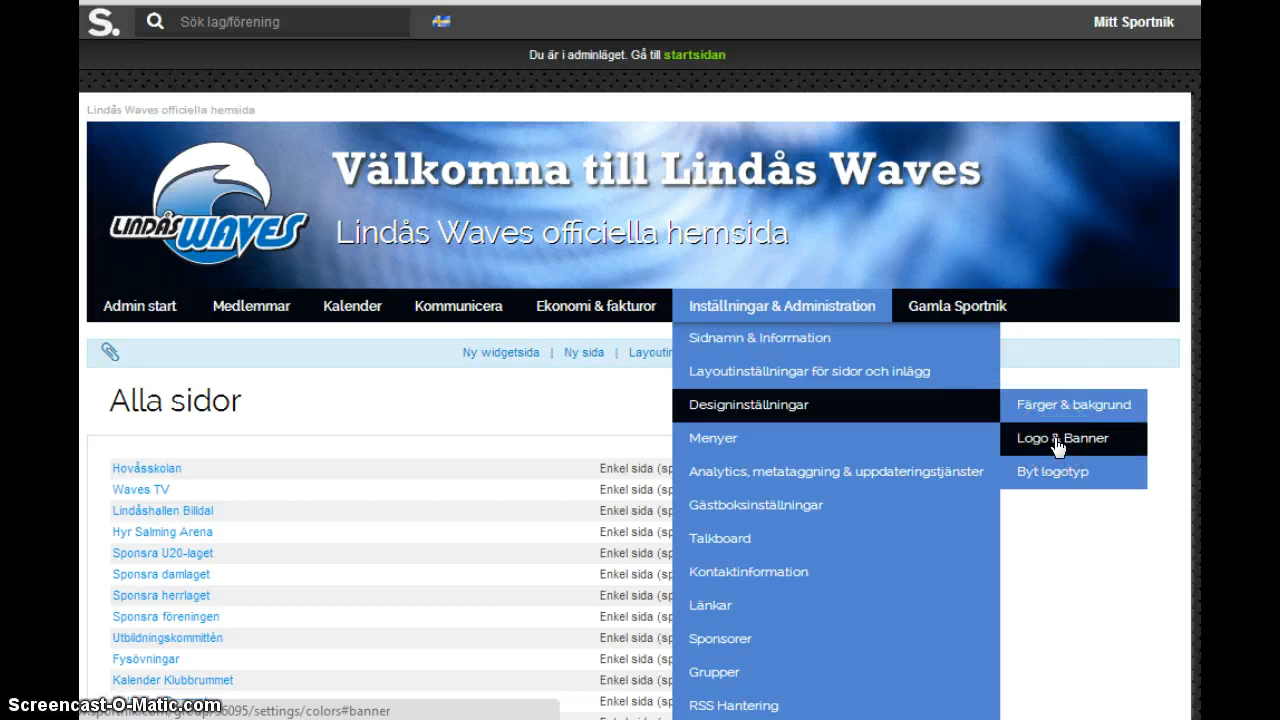 S. Sök lag/förening Mitt Sportnik
Du är i adminläget. Gå till startsidan
Lindås Waves officiella hemsida
Välkomna till Lindås Waves
LINDÅS WAVES
Lindås Waves officiella hemsida
Admin start Medlemmar Kalender Kommunicera Ekonomi & fakturor Inställningar & Administration Gamla Sportnik
Ny widgetsida | Ny sida |
Alla sidor
Sidnamn & Information
Layoutinställningar för sidor och inlägg
Designinställningar
Menyer
Analytics, metataggning & uppdateringstjänster
Gästboksinställningar
Talkboard
Kontaktinformation
Länkar
Sponsorer
Grupper
RSS Hantering
Färger & bakgrund
Logo & Banner
Byt logotyp
Hovåsskolan Enkel sida (sp
Waves TV Enkel sida (sp
Lindåshallen Billdal Enkel sida (sp
Hyr Salming Arena Enkel sida (sp
Sponsra U20-laget Enkel sida (sp
Sponsra damlaget Enkel sida (sp
Sponsra herrlaget Enkel sida (sp
Sponsra föreningen Enkel sida (sp
Utbildningskommittén Enkel sida (sp
Fysövningar Enkel sida (sp
Kalender Klubbrummet Enkel sida (sp
Screencast-O-Matic.com
/settings/colors#banner